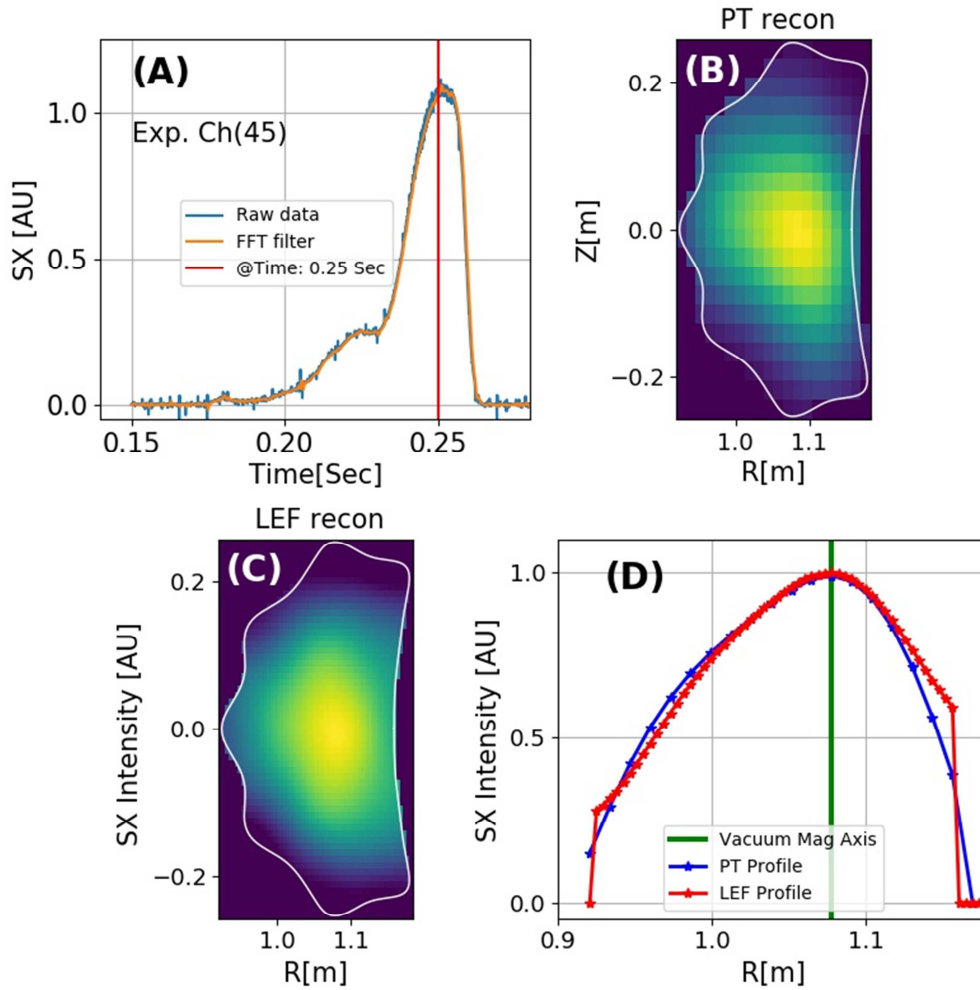 (A)
Exp. Ch(45)
Raw data
FFT filter
@Time: 0.25 Sec
SX [AU]
1.0
0.5
0.0
0.15
0.20
0.25
Time[Sec]
PT recon
(B)
Z[m]
0.2
0.0
−0.2
1.0
1.1
R[m]
LEF recon
(C)
SX Intensity [AU]
0.2
0.0
−0.2
1.0
1.1
R[m]
(D)
SX Intensity [AU]
1.0
0.5
0.0
Vacuum Mag Axis
PT Profile
LEF Profile
0.9
1.0
1.1
R[m]